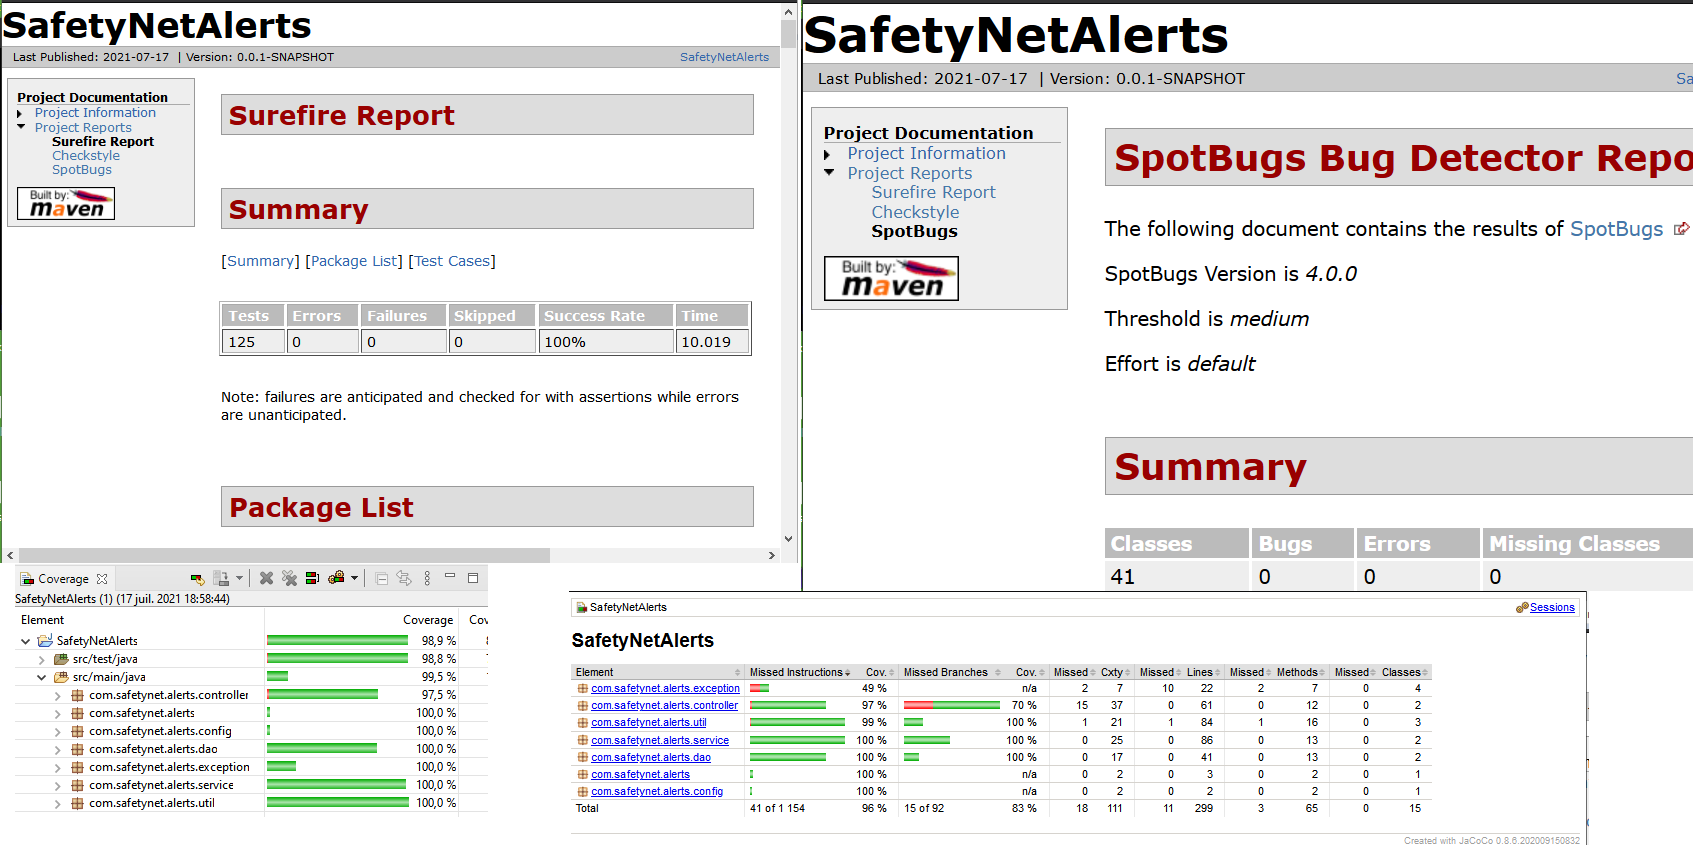 SafetyNetAlerts
Last Published: 2021-07-17 | Version: 0.0.1-SNAPSHOT SafetyNetAlerts
Project Documentation
Project Information
Project Reports
Surefire Report
Checkstyle
SpotBugs
Built by:
maven
Surefire Report
Summary
[Summary] [Package List] [Test Cases]
Tests Errors Failures Skipped Success Rate Time
125 0 0 0 100% 10.019
Note: failures are anticipated and checked for with assertions while errors
are unanticipated.
Package List
SafetyNetAlerts
Last Published: 2021-07-17 | Version: 0.0.1-SNAPSHOT Sa
Project Documentation
Project Information
Project Reports
Surefire Report
Checkstyle
SpotBugs
Built by:
maven
SpotBugs Bug Detector Repo
The following document contains the results of SpotBugs
SpotBugs Version is 4.0.0
Threshold is medium
Effort is default
Summary
Classes Bugs Errors Missing Classes
41 0 0 0
Coverage
SafetyNetAlerts (1) (17 juil. 2021 18:58:44)
Element Coverage Cov
SafetyNetAlerts 98,9 %
src/test/java 98,8 %
src/main/java 99,5 %
com.safetynet.alerts.controller 97,5 %
com.safetynet.alerts 100,0 %
com.safetynet.alerts.config 100,0 %
com.safetynet.alerts.dao 100,0 %
com.safetynet.alerts.exception 100,0 %
com.safetynet.alerts.service 100,0 %
com.safetynet.alerts.util 100,0 %
SafetyNetAlerts Sessions
SafetyNetAlerts
Element Missed Instructions Cov. Missed Branches Cov. Missed Cxty Missed Lines Missed Methods Missed Classes
com.safetynet.alerts.exception 49 % n/a 2 7 10 22 2 7 0 4
com.safetynet.alerts.controller 97 % 70 % 15 37 0 61 0 12 0 2
com.safetynet.alerts.util 99 % 100 % 1 21 1 84 1 16 0 3
com.safetynet.alerts.service 100 % 100 % 0 25 0 86 0 13 0 2
com.safetynet.alerts.dao 100 % 100 % 0 17 0 41 0 13 0 2
com.safetynet.alerts 100 % n/a 0 2 0 3 0 2 0 1
com.safetynet.alerts.config 100 % n/a 0 2 0 2 0 2 0 1
Total 41 of 1 154 96 % 15 of 92 83 % 18 111 11 299 3 65 0 15
Created with JaCoCo 0.8.6.202009150832